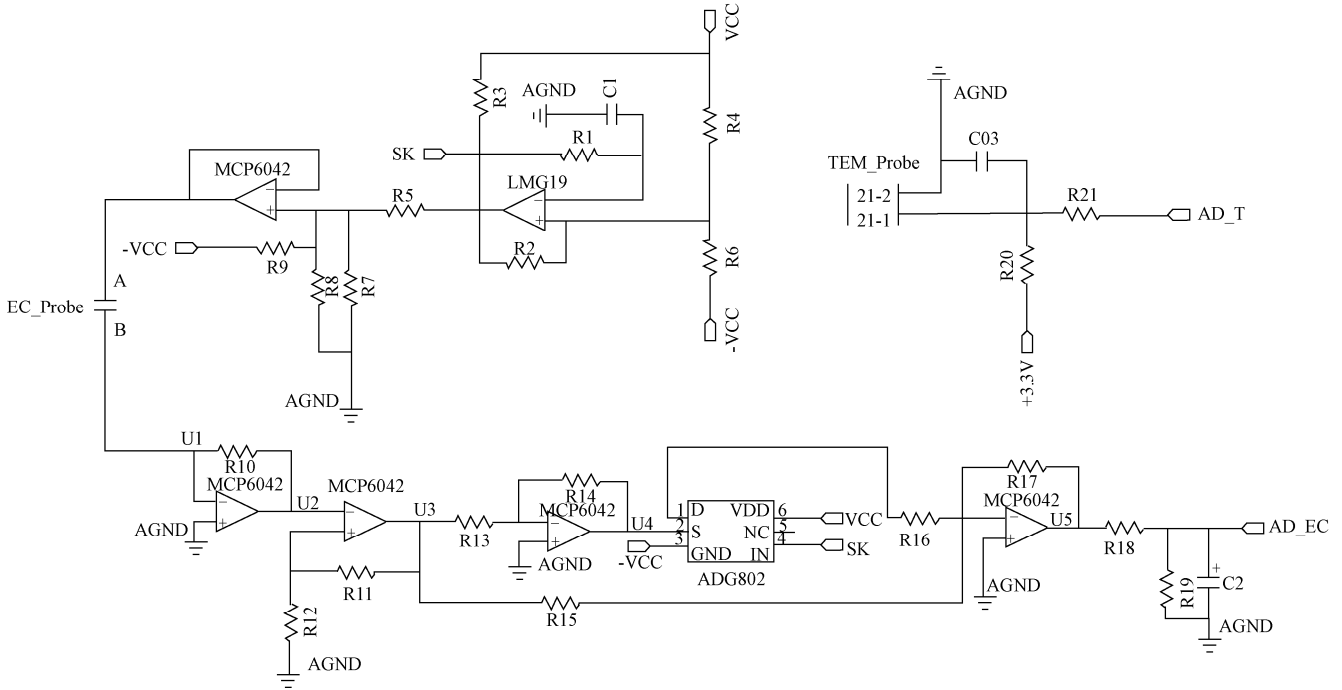 VCC
R3
AGND
C1
R4
SK
R1
MCP6042
LMG19
R5
-VCC
R9
R8
R7
R2
R6
-VCC
A
EC_Probe
B
AGND
AGND
C03
TEM_Probe
21-2
21-1
R21
AD_T
R20
+3.3V
U1
R10
MCP6042
AGND
U2
MCP6042
U3
R11
R12
AGND
R13
R14
MCP6042
AGND
U4
-VCC
1 D VDD 6
2 S NC 5
3 GND IN 4
ADG802
VCC
SK
R15
R16
R17
MCP6042
AGND
U5
R18
AD_EC
R19
+
C2
AGND